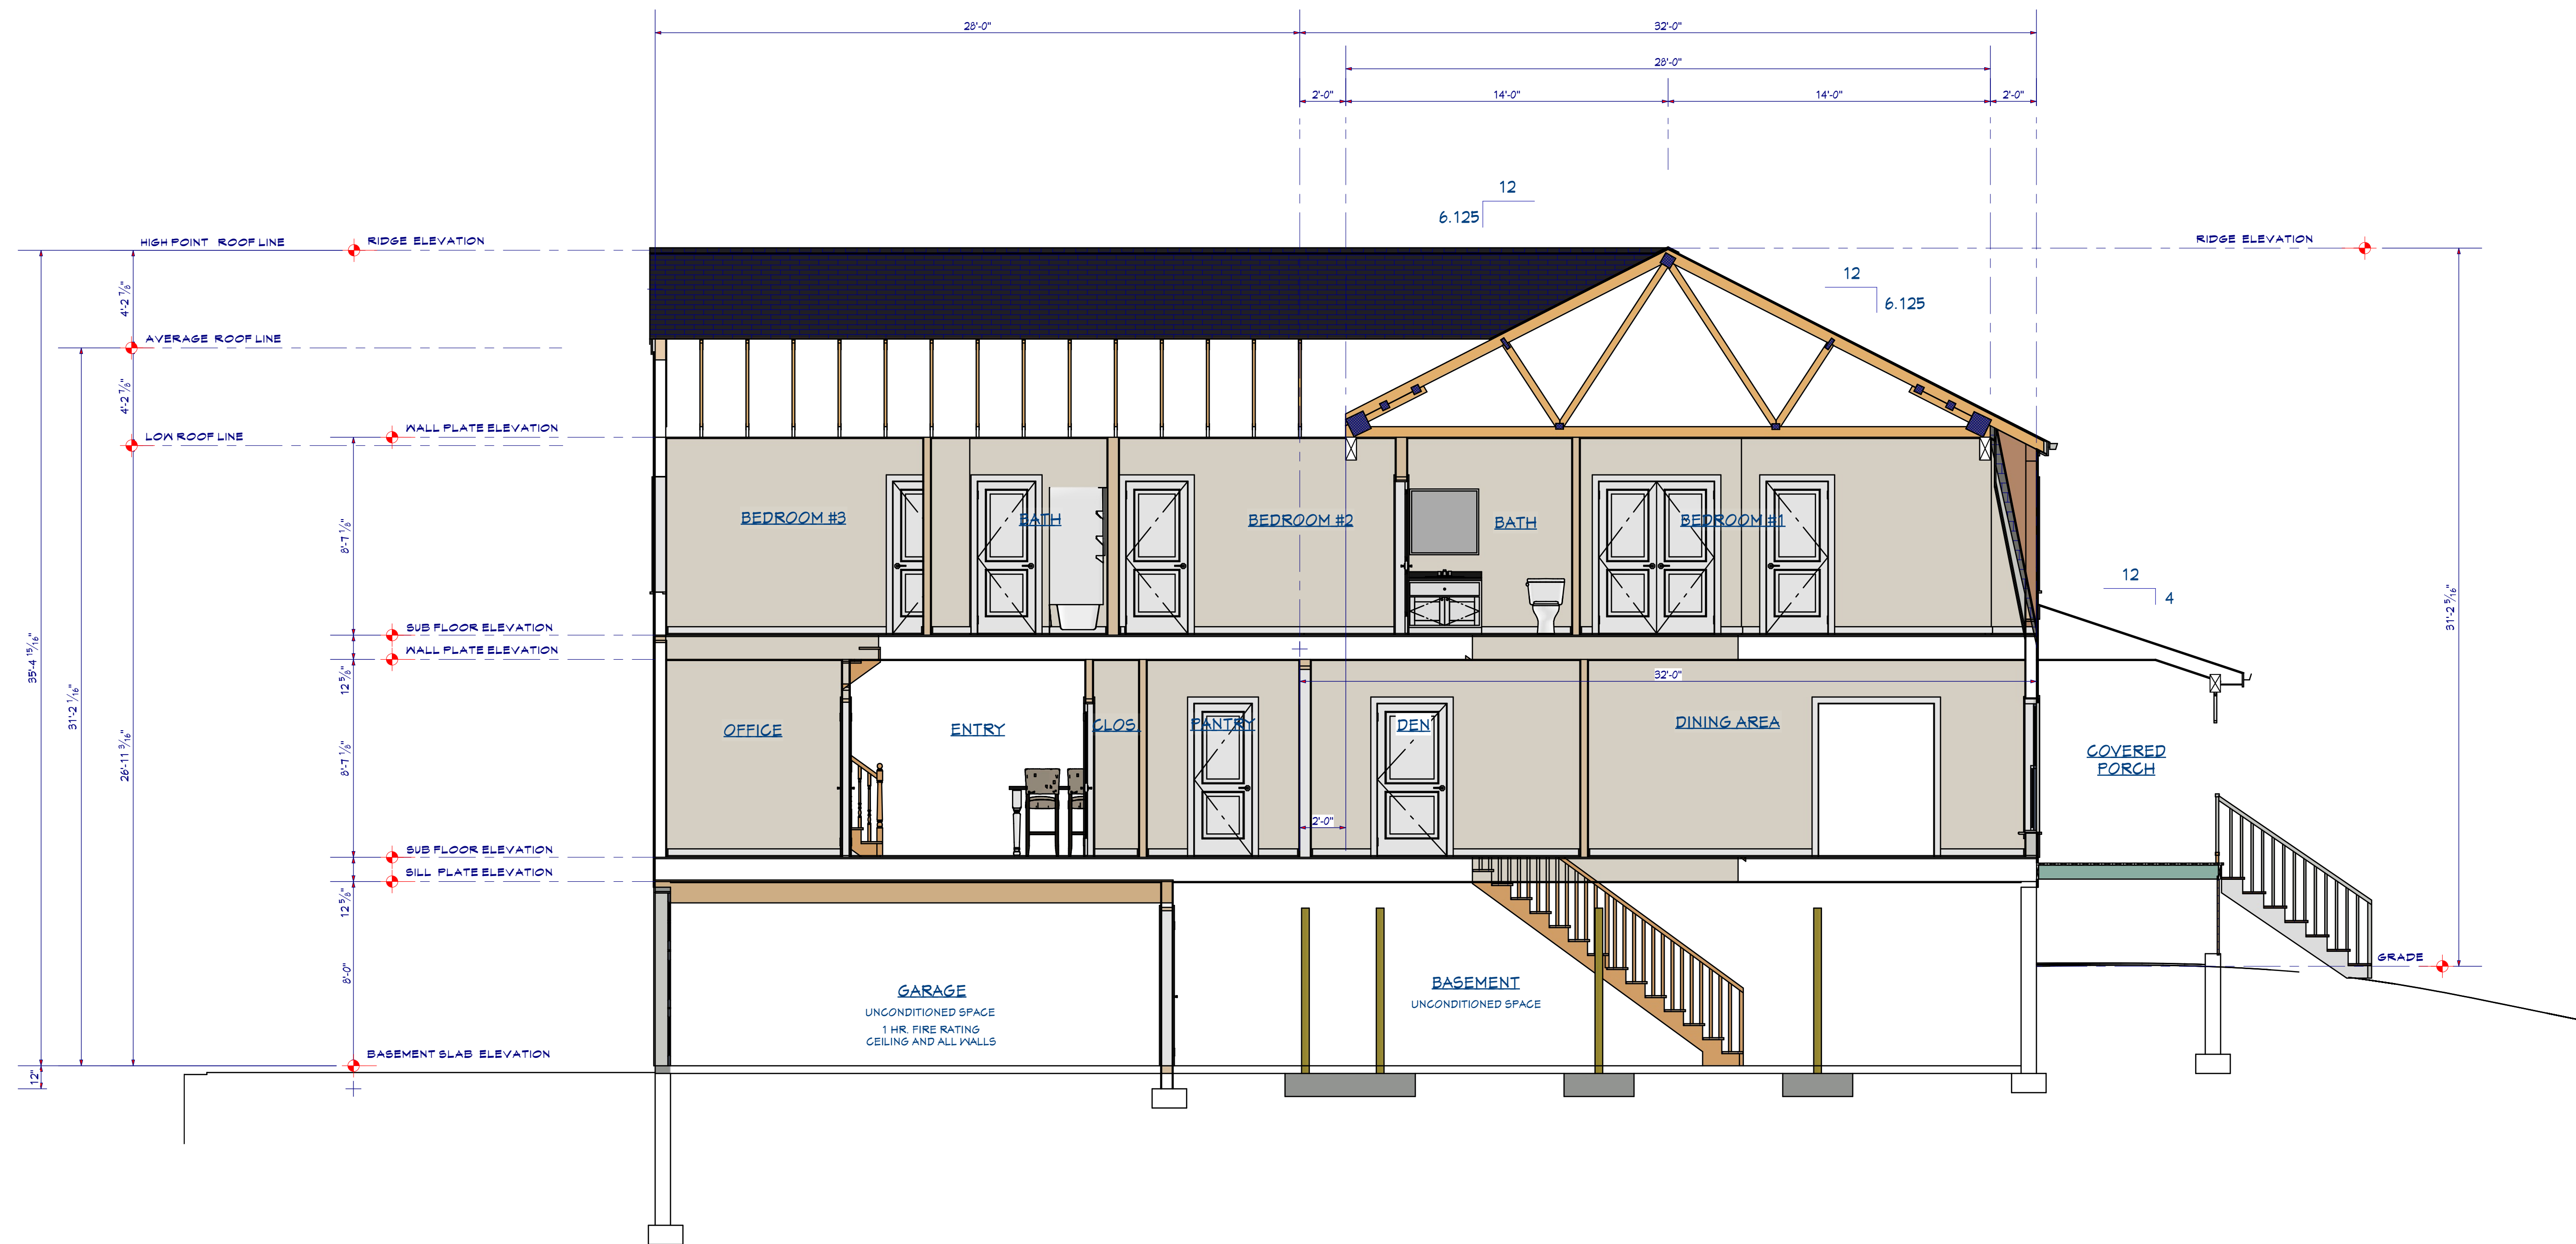 28'-0"
32'-0"
28'-0"
2'-0"
14'-0"
14'-0"
2'-0"
12
6.125
HIGH POINT ROOF LINE
RIDGE ELEVATION
RIDGE ELEVATION
12
6.125
4'-2 7/8"
AVERAGE ROOF LINE
4'-2 7/8"
LOW ROOF LINE
WALL PLATE ELEVATION
8'-7 1/8"
BEDROOM #3
BATH
BEDROOM #2
BATH
BEDROOM #1
12
4
31'-2 5/16"
SUB FLOOR ELEVATION
WALL PLATE ELEVATION
12 5/8"
35'-4 15/16"
31'-2 1/16"
26'-11 3/16"
8'-7 1/8"
32'-0"
OFFICE
ENTRY
CLOS.
PANTRY
DEN
DINING AREA
COVERED
PORCH
2'-0"
SUB FLOOR ELEVATION
SILL PLATE ELEVATION
12 5/8"
GRADE
8'-0"
GARAGE
UNCONDITIONED SPACE
1 HR. FIRE RATING
CEILING AND ALL WALLS
BASEMENT
UNCONDITIONED SPACE
BASEMENT SLAB ELEVATION
12"